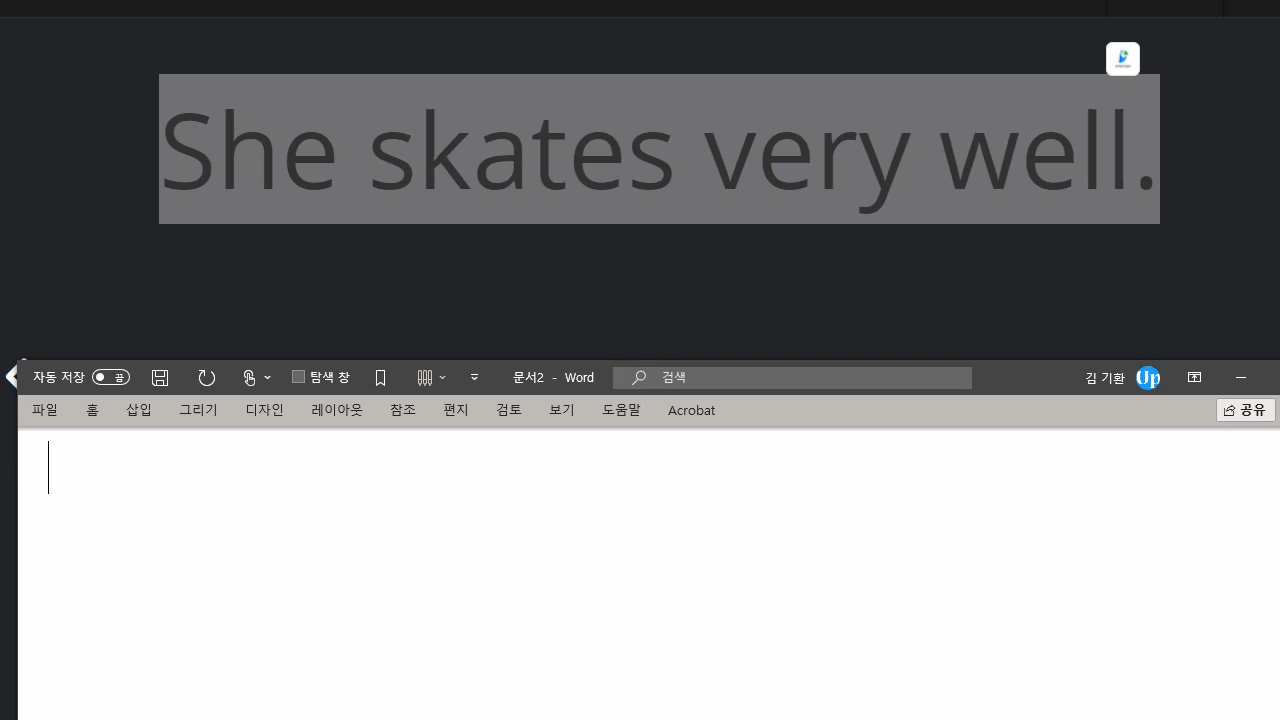 She skates very well.
자동 저장 끔 탐색 창 문서2 - Word 검색 김 기환 Up
파일 홈 삽입 그리기 디자인 레이아웃 참조 편지 검토 보기 도움말 Acrobat 공유